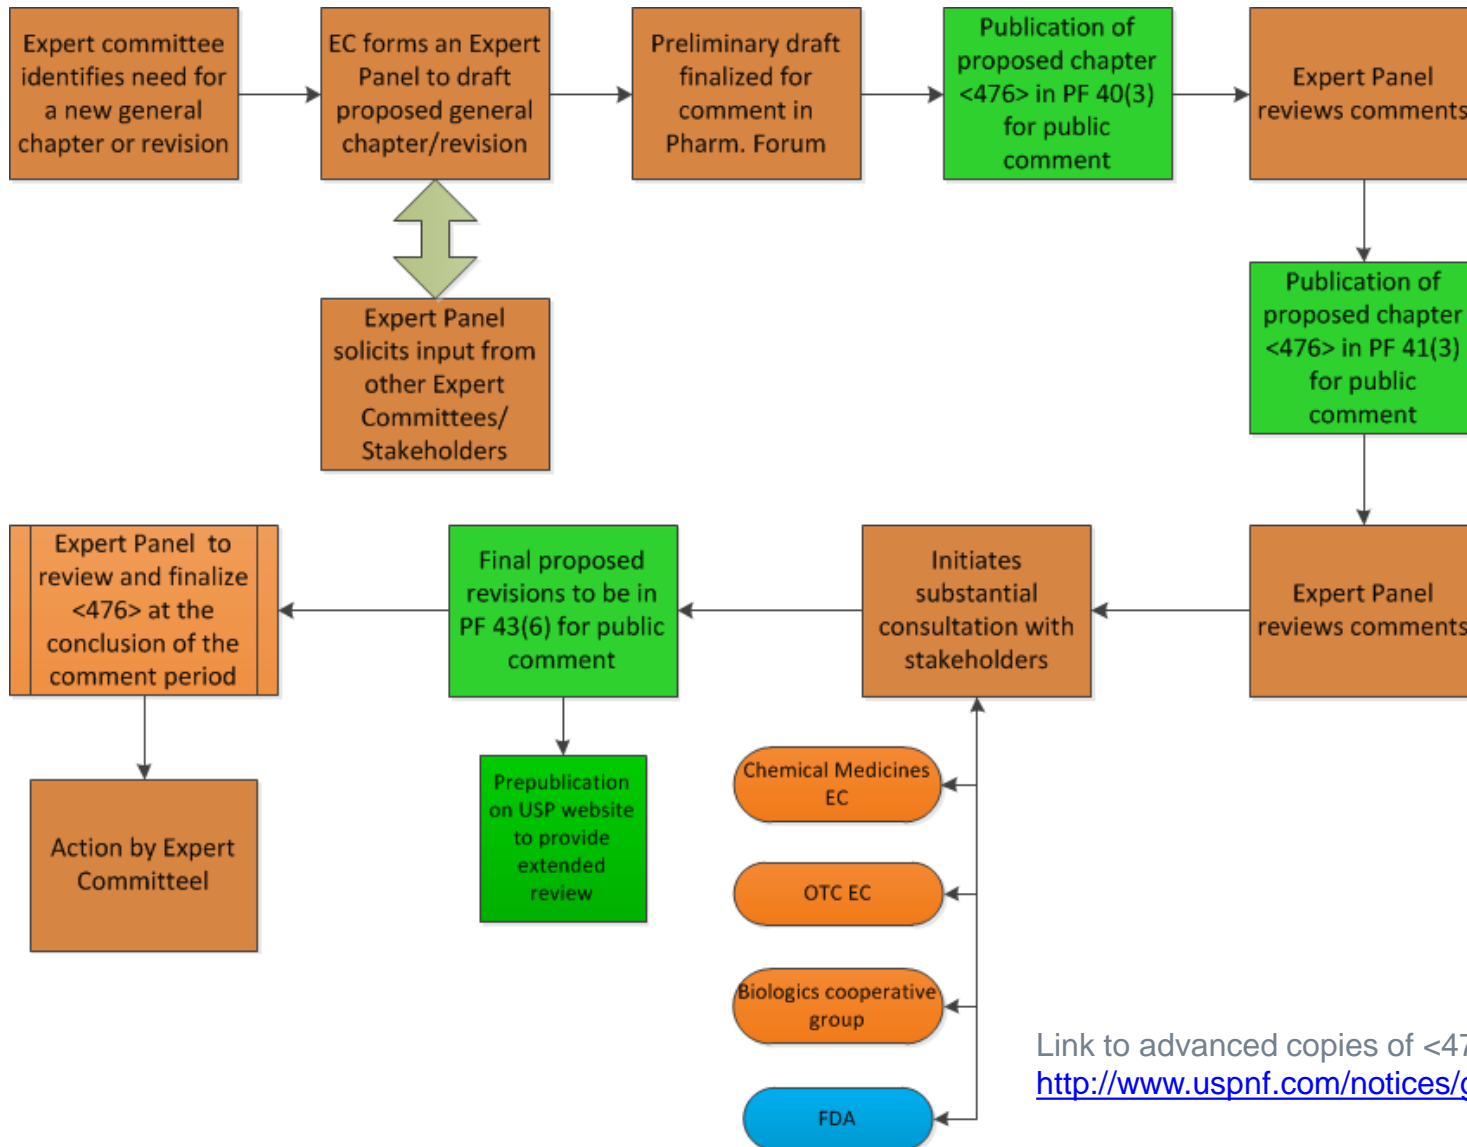 Expert committee
identifies need for
a new general
chapter or revision
EC forms an Expert
Panel to draft
proposed general
chapter/revision
Preliminary draft
finalized for
comment in
Pharm. Forum
Publication of
proposed chapter
<476> in PF 40(3)
for public
comment
Expert Panel
reviews comments
Expert Panel
solicits input from
other Expert
Committees/
Stakeholders
Publication of
proposed chapter
<476> in PF 41(3)
for public
comment
Expert Panel
reviews comments
Initiates
substantial
consultation with
stakeholders
Final proposed
revisions to be in
PF 43(6) for public
comment
Expert Panel to
review and finalize
<476> at the
conclusion of the
comment period
Chemical Medicines
EC
OTC EC
Biologics cooperative
group
FDA
Prepublication
on USP website
to provide
extended
review
Action by Expert
Committeel
Link to advanced copies of <47
http://www.uspnf.com/notices/g